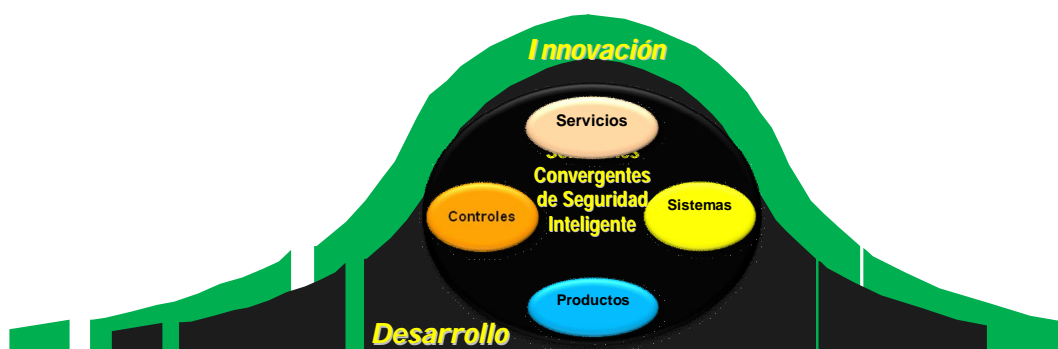 Innovación
Servicios
Convergentes
de Seguridad
Inteligente
Controles
Sistemas
Productos
Desarrollo